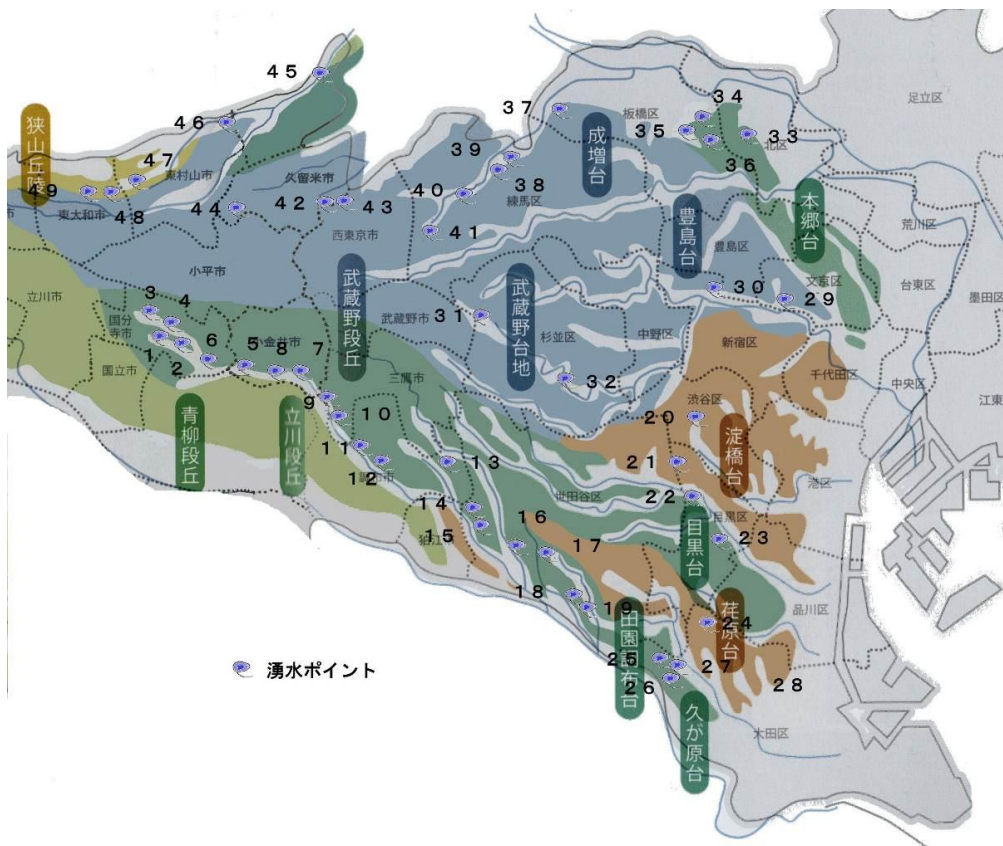 45
37
34
板橋区
足立区
35
33
北区
46
成増台
狭山丘陵
39
36
47
東村山市
久留米市
40
38
練馬区
49
44
42
43
本郷台
東大和市
48
41
豊島台
荒川区
西東京市
豊島区
小平市
文京区
台東区
30
29
墨田区
立川市
3
4
武蔵野段丘
武蔵野市
31
武蔵野台地
杉並区
中野区
国分
寺市
新宿区
小金井市
6
5
8
7
1
2
国立市
三鷹市
32
千代田区
中央区
江東
青柳段丘
立川段丘
9
10
渋谷区
20
淀橋台
11
12
13
21
港区
世田谷区
22
14
目黒区
16
目黒台
23
15
狛江
17
18
品川区
19
荏原台
24
田園調布台
25
27
26
28
湧水ポイント
久が原台
大田区